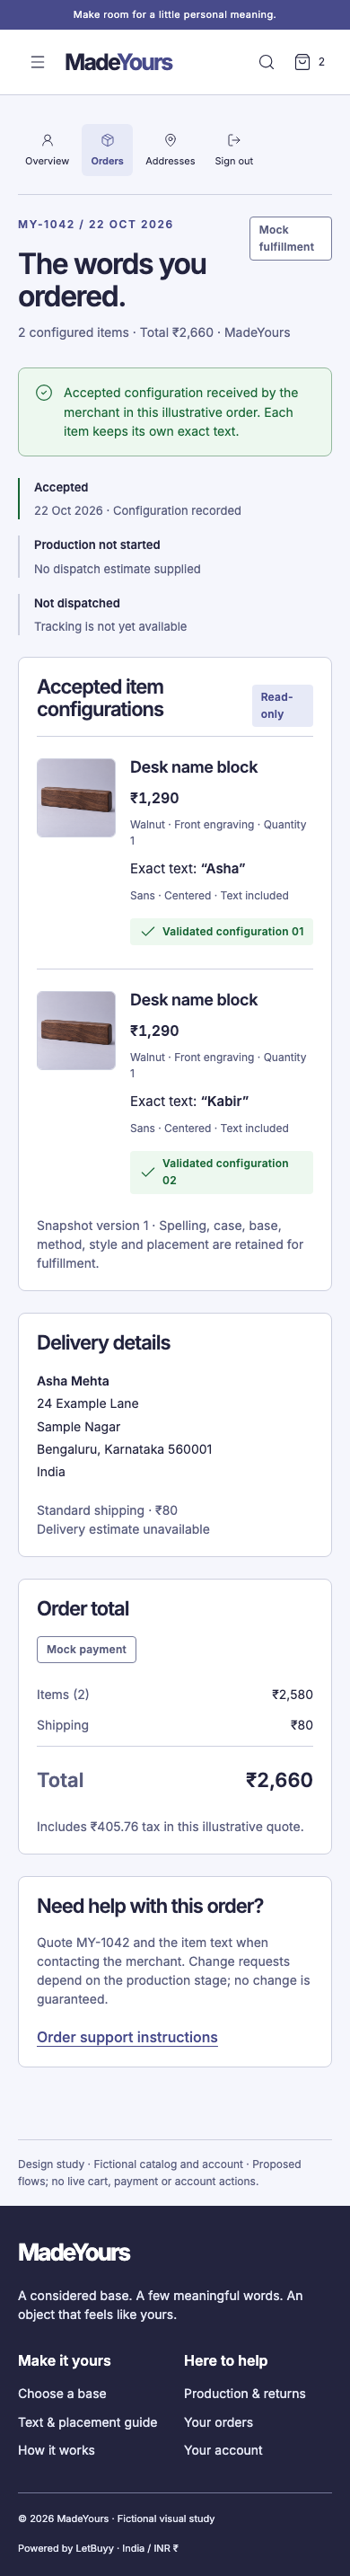 Make room for a little personal meaning.
MadeYours
2
Overview
Orders
Addresses
Sign out
MY-1042 / 22 OCT 2026
Mock
fulfillment
The words you
ordered.
2 configured items · Total ₹2,660 · MadeYours
Accepted configuration received by the
merchant in this illustrative order. Each
item keeps its own exact text.
Accepted
22 Oct 2026 · Configuration recorded
Production not started
No dispatch estimate supplied
Not dispatched
Tracking is not yet available
Accepted item
configurations
Read-
only
Desk name block
₹1,290
Walnut · Front engraving · Quantity
1
Exact text: “Asha”
Sans · Centered · Text included
Validated configuration 01
Desk name block
₹1,290
Walnut · Front engraving · Quantity
1
Exact text: “Kabir”
Sans · Centered · Text included
Validated configuration
02
Snapshot version 1 · Spelling, case, base,
method, style and placement are retained for
fulfillment.
Delivery details
Asha Mehta
24 Example Lane
Sample Nagar
Bengaluru, Karnataka 560001
India
Standard shipping · ₹80
Delivery estimate unavailable
Order total
Mock payment
Items (2) ₹2,580
Shipping ₹80
Total ₹2,660
Includes ₹405.76 tax in this illustrative quote.
Need help with this order?
Quote MY-1042 and the item text when
contacting the merchant. Change requests
depend on the production stage; no change is
guaranteed.
Order support instructions
Design study · Fictional catalog and account · Proposed
flows; no live cart, payment or account actions.
MadeYours
A considered base. A few meaningful words. An
object that feels like yours.
Make it yours
Choose a base
Text & placement guide
How it works
Here to help
Production & returns
Your orders
Your account
© 2026 MadeYours · Fictional visual study
Powered by LetBuyy · India / INR ₹